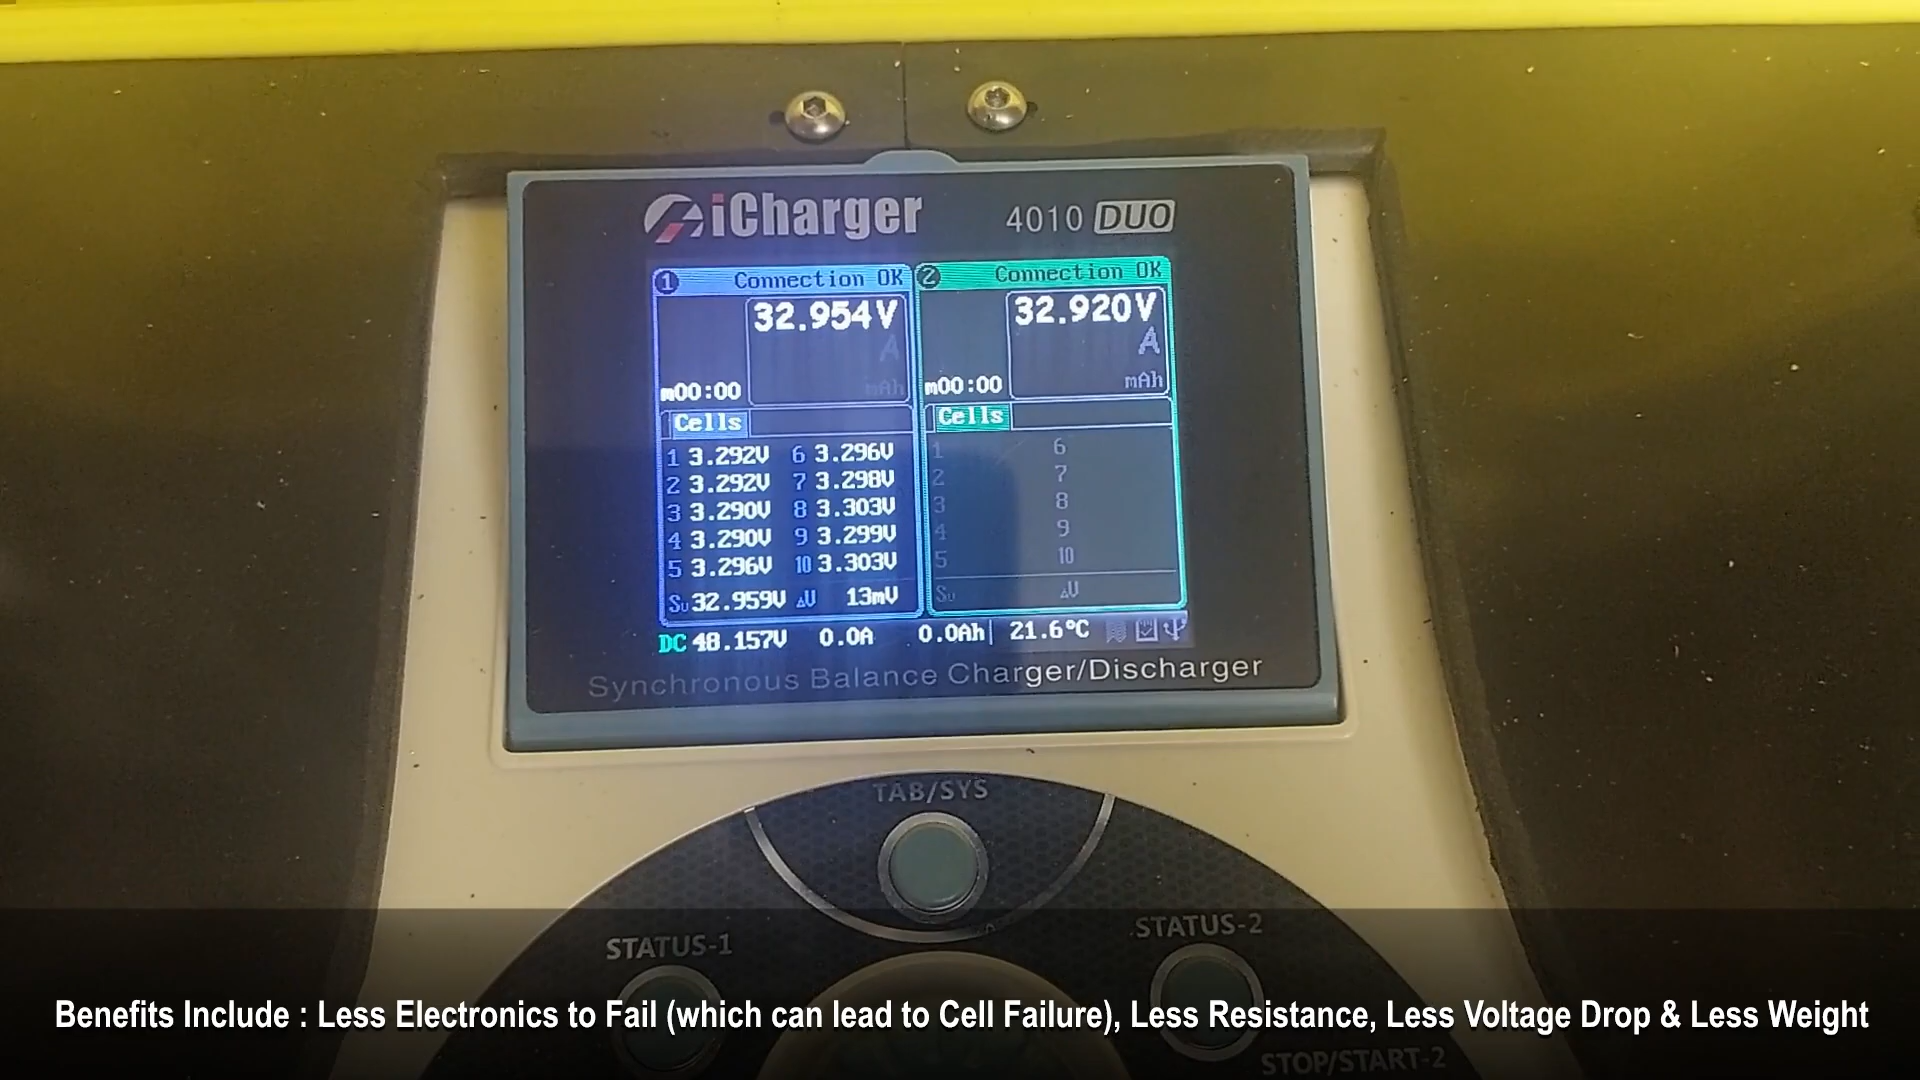 iCharger 4010 DUO
1 Connection OK 2 Connection OK
32.954V 32.920V
A A
mAh mAh
m00:00 m00:00
Cells Cells
1 3.292V 6 3.296V 1 6
2 3.292V 7 3.298V 2 7
3 3.290V 8 3.303V 3 8
4 3.290V 9 3.299V 4 9
5 3.296V 10 3.303V 5 10
Su 32.959V ΔU 13mV Su ΔU
DC 48.157V 0.0A 0.0Ah| 21.6°C
Synchronous Balance Charger/Discharger
TAB/SYS
STATUS-1 STATUS-2
Benefits Include : Less Electronics to Fail (which can lead to Cell Failure), Less Resistance, Less Voltage Drop & Less Weight
STOP/START-2